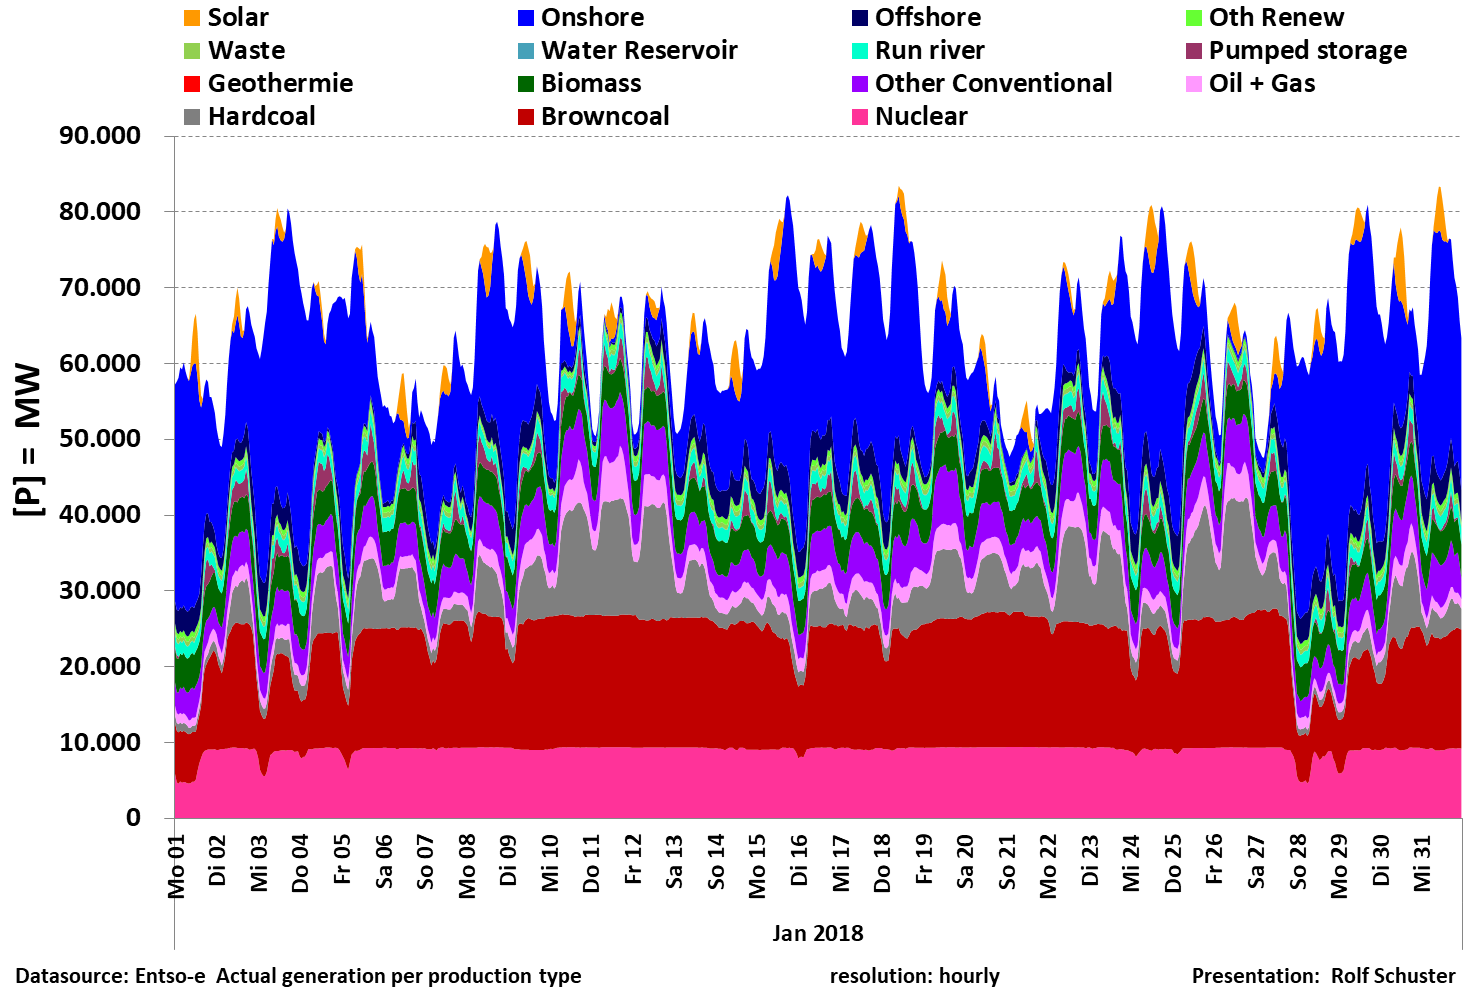 Solar Onshore Offshore Oth Renew
Waste Water Reservoir Run river Pumped storage
Geothermie Biomass Other Conventional Oil + Gas
Hardcoal Browncoal Nuclear
90.000
80.000
70.000
60.000
50.000
40.000
30.000
20.000
10.000
0
[P] = MW
Mo 01 Di 02 Mi 03 Do 04 Fr 05 Sa 06 So 07 Mo 08 Di 09 Mi 10 Do 11 Fr 12 Sa 13 So 14 Mo 15 Di 16 Mi 17 Do 18 Fr 19 Sa 20 So 21 Mo 22 Di 23 Mi 24 Do 25 Fr 26 Sa 27 So 28 Mo 29 Di 30 Mi 31
Jan 2018
Datasource: Entso-e Actual generation per production type resolution: hourly Presentation: Rolf Schuster